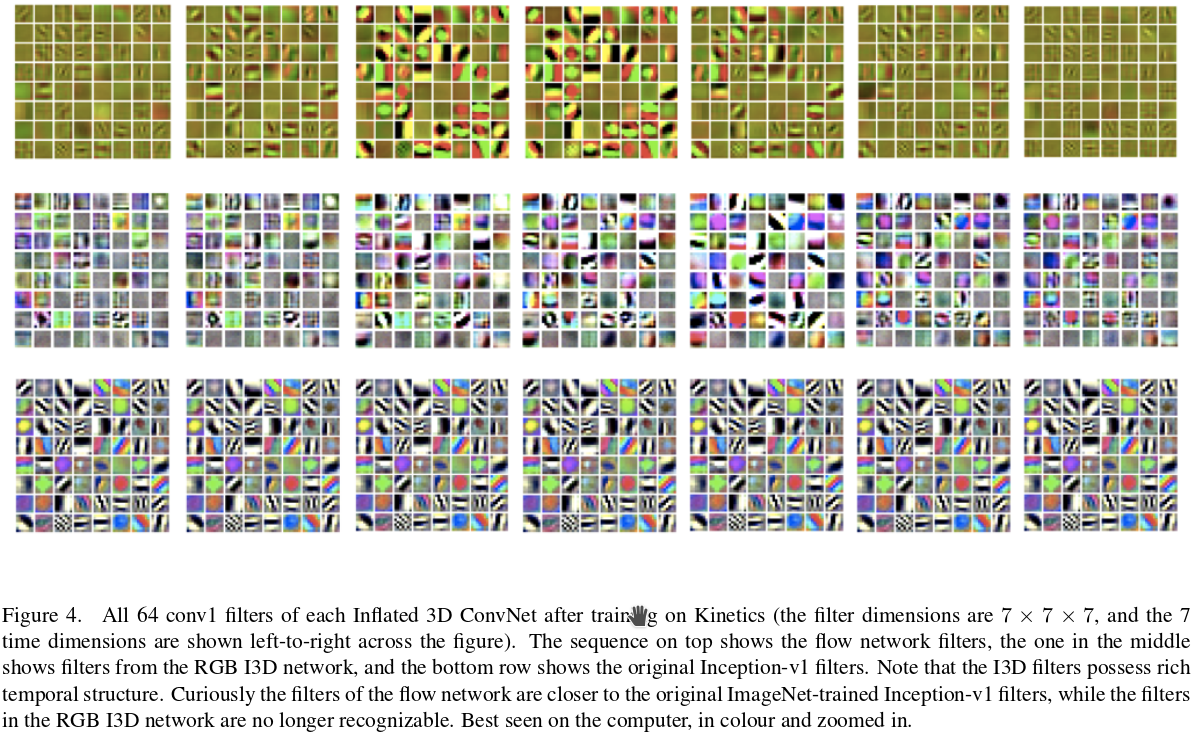 Figure 4. All 64 conv1 filters of each Inflated 3D ConvNet after on Kinetics (the filter dimensions are 7 × 7 × 7, and the 7
time dimensions are shown left-to-right across the figure). The sequence on top shows the flow network filters, the one in the middle
shows filters from the RGB I3D network, and the bottom row shows the original Inception-v1 filters. Note that the I3D filters possess rich
temporal structure. Curiously the filters of the flow network are closer to the original ImageNet-trained Inception-v1 filters, while the filters
in the RGB I3D network are no longer recognizable. Best seen on the computer, in colour and zoomed in.